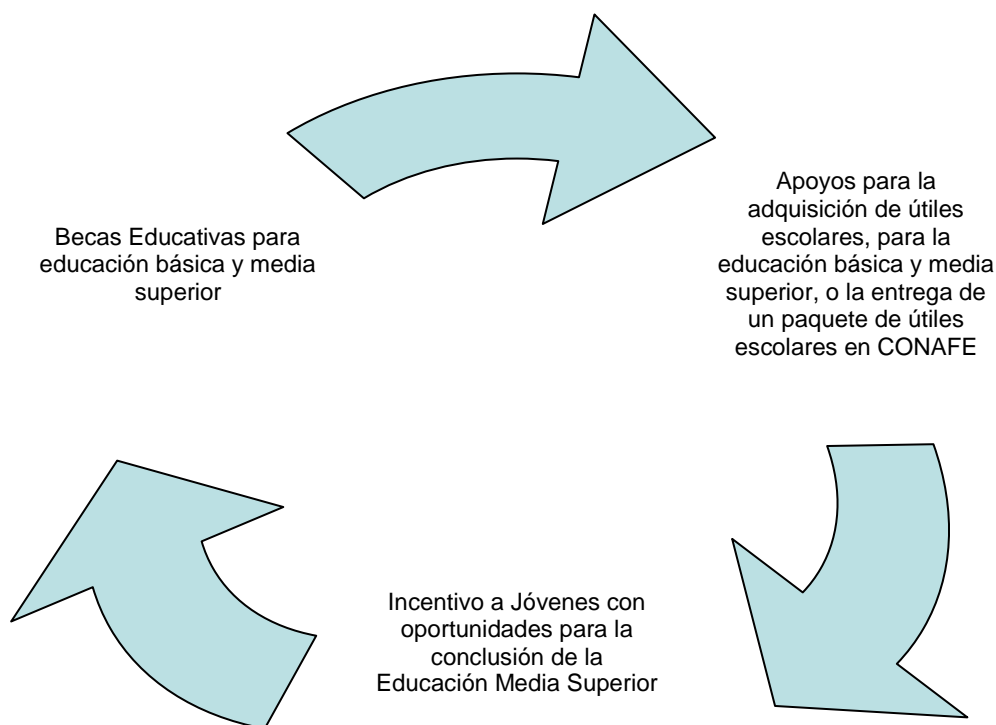 Becas Educativas para
educación básica y media
superior
Apoyos para la
adquisición de útiles
escolares, para la
educación básica y media
superior, o la entrega de
un paquete de útiles
escolares en CONAFE
Incentivo a Jóvenes con
oportunidades para la
conclusión de la
Educación Media Superior